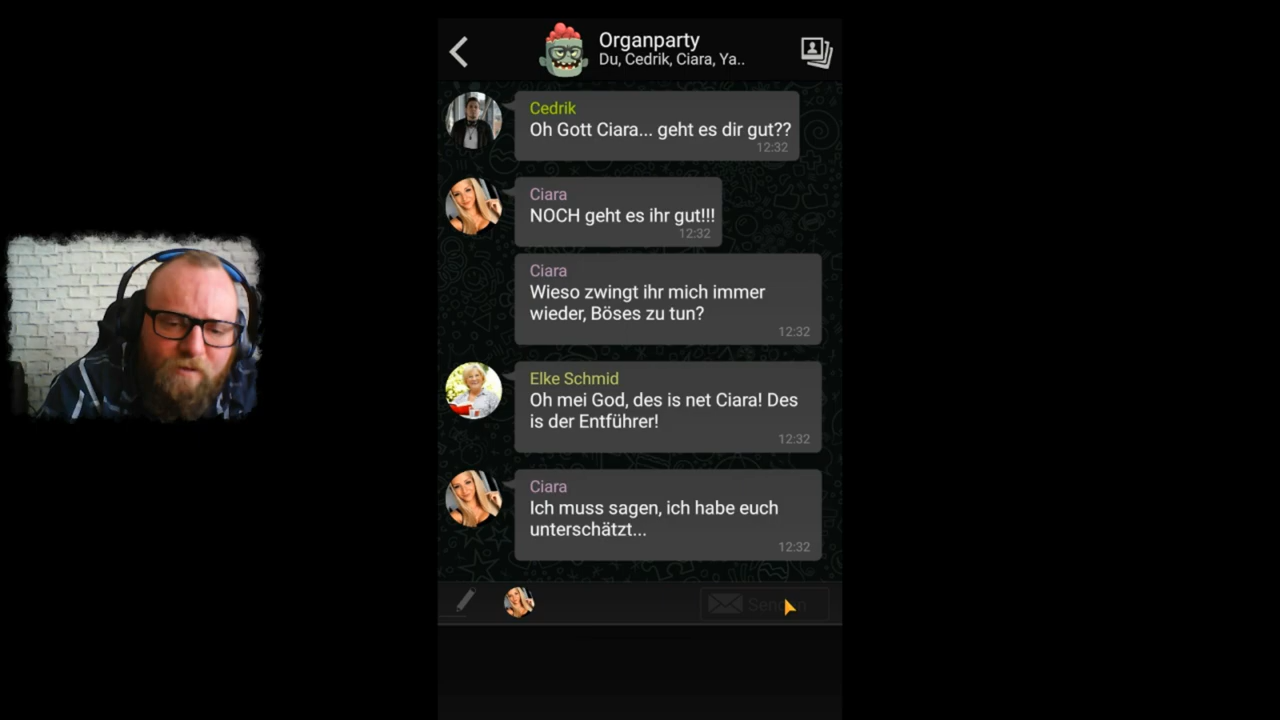 Organparty
Du, Cedrik, Ciara, Ya..
Cedrik
Oh Gott Ciara... geht es dir gut??
12:32
Ciara
NOCH geht es ihr gut!!!
12:32
Ciara
Wieso zwingt ihr mich immer
wieder, Böses zu tun?
12:32
Elke Schmid
Oh mei God, des is net Ciara! Des
is der Entführer!
12:32
Ciara
Ich muss sagen, ich habe euch
unterschätzt...
12:32